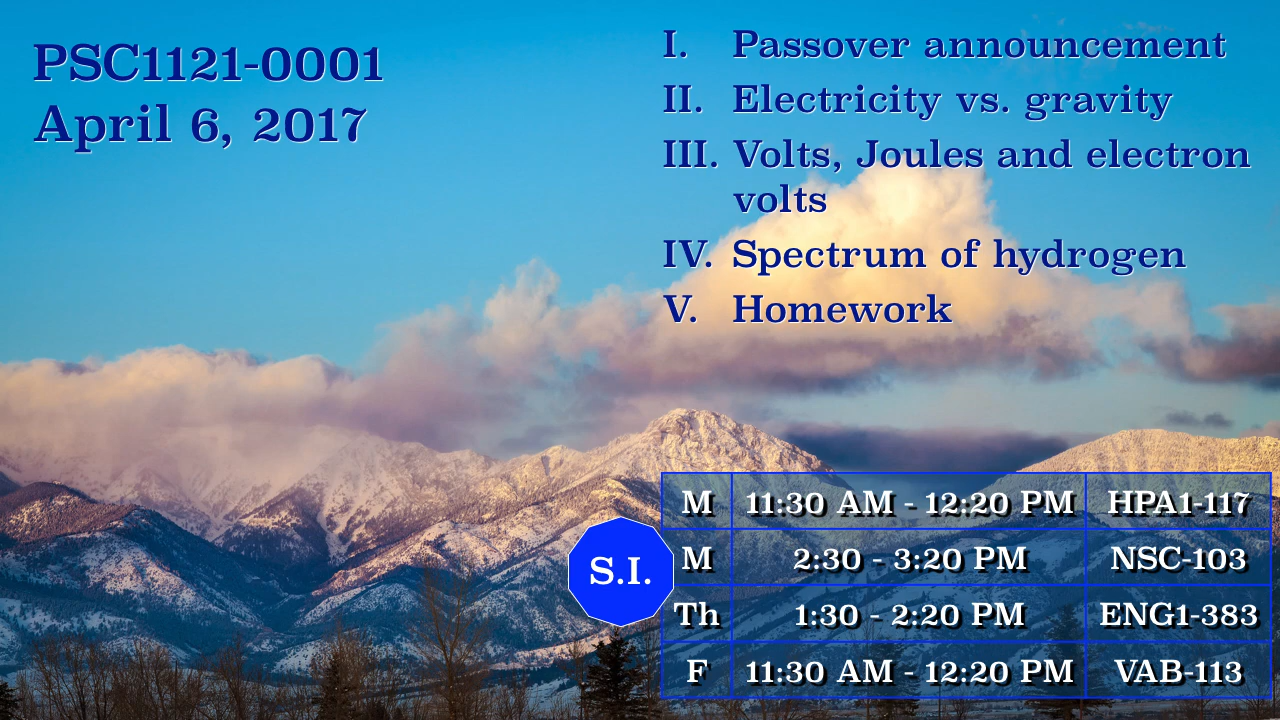 PSC1121-0001
April 6, 2017
I. Passover announcement
II. Electricity vs. gravity
III. Volts, Joules and electron
volts
IV. Spectrum of hydrogen
V. Homework
S.I.
M 11:30 AM - 12:20 PM HPA1-117
M 2:30 - 3:20 PM NSC-103
Th 1:30 - 2:20 PM ENG1-383
F 11:30 AM - 12:20 PM VAB-113